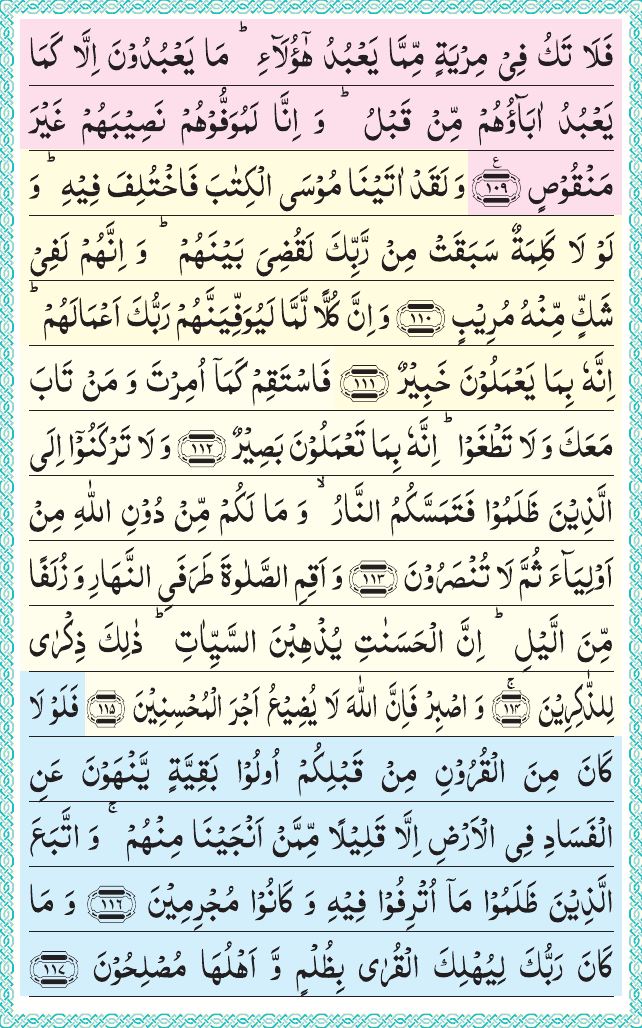 فَلَا تَكُ فِىۡ مِرۡيَةٍ مِّمَّا يَعۡبُدُ هٰٓؤُلَآءِ ؕ مَا يَعۡبُدُوۡنَ اِلَّا كَمَا
يَعۡبُدُ اٰبَآؤُهُمۡ مِّنۡ قَبۡلُ ؕ وَ اِنَّا لَمُوَفُّوۡهُمۡ نَصِيۡبَهُمۡ غَيۡرَ
مَنۡقُوۡصٍ ﴿۱۰۹﴾ ع وَ لَقَدۡ اٰتَيۡنَا مُوۡسَى الۡكِتٰبَ فَاخۡتُلِفَ فِيۡهِ ؕ وَ
لَوۡ لَا كَلِمَةٌ سَبَقَتۡ مِنۡ رَّبِّكَ لَقُضِىَ بَيۡنَهُمۡ ؕ وَ اِنَّهُمۡ لَفِىۡ
شَكٍّ مِّنۡهُ مُرِيۡبٍ ﴿۱۱۰﴾ وَ اِنَّ كُلًّا لَّمَّا لَيُوَفِّيَنَّهُمۡ رَبُّكَ اَعۡمَالَهُمۡ ؕ
اِنَّهٗ بِمَا يَعۡمَلُوۡنَ خَبِيۡرٌ ﴿۱۱۱﴾ فَاسۡتَقِمۡ كَمَاۤ اُمِرۡتَ وَ مَنۡ تَابَ
مَعَكَ وَ لَا تَطۡغَوۡا ؕ اِنَّهٗ بِمَا تَعۡمَلُوۡنَ بَصِيۡرٌ ﴿۱۱۲﴾ وَ لَا تَرۡكَنُوۡۤا اِلَى
الَّذِيۡنَ ظَلَمُوۡا فَتَمَسَّكُمُ النَّارُ ۙ وَ مَا لَكُمۡ مِّنۡ دُوۡنِ اللّٰهِ مِنۡ
اَوۡلِيَآءَ ثُمَّ لَا تُنۡصَرُوۡنَ ﴿۱۱۳﴾ وَ اَقِمِ الصَّلٰوةَ طَرَفَىِ النَّهَارِ وَ زُلَفًا
مِّنَ الَّيۡلِ ؕ اِنَّ الۡحَسَنٰتِ يُذۡهِبۡنَ السَّيِّاٰتِ ؕ ذٰلِكَ ذِكۡرٰى
لِلذّٰكِرِيۡنَ ۚ ﴿۱۱۴﴾ وَ اصۡبِرۡ فَاِنَّ اللّٰهَ لَا يُضِيۡعُ اَجۡرَ الۡمُحۡسِنِيۡنَ ﴿۱۱۵﴾ فَلَوۡ لَا
كَانَ مِنَ الۡقُرُوۡنِ مِنۡ قَبۡلِكُمۡ اُولُوۡا بَقِيَّةٍ يَّنۡهَوۡنَ عَنِ
الۡفَسَادِ فِى الۡاَرۡضِ اِلَّا قَلِيۡلًا مِّمَّنۡ اَنۡجَيۡنَا مِنۡهُمۡ ۚ وَ اتَّبَعَ
الَّذِيۡنَ ظَلَمُوۡا مَاۤ اُتۡرِفُوۡا فِيۡهِ وَ كَانُوۡا مُجۡرِمِيۡنَ ﴿۱۱۶﴾ وَ مَا
كَانَ رَبُّكَ لِيُهۡلِكَ الۡقُرٰى بِظُلۡمٍ وَّ اَهۡلُهَا مُصۡلِحُوۡنَ ﴿۱۱۷﴾